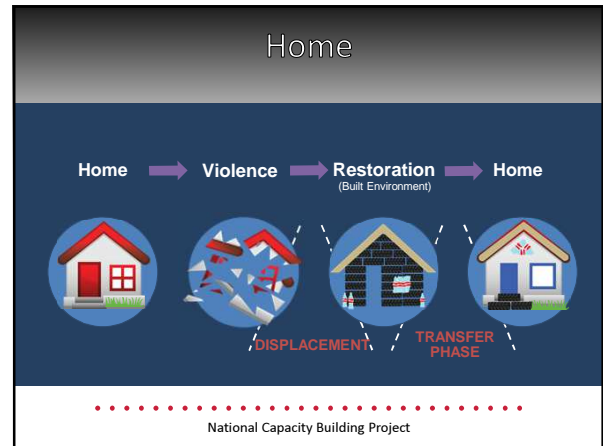 Home
Home Violence Restoration Home
(Built Environment)
DISPLACEMENT
TRANSFER
PHASE
National Capacity Building Project